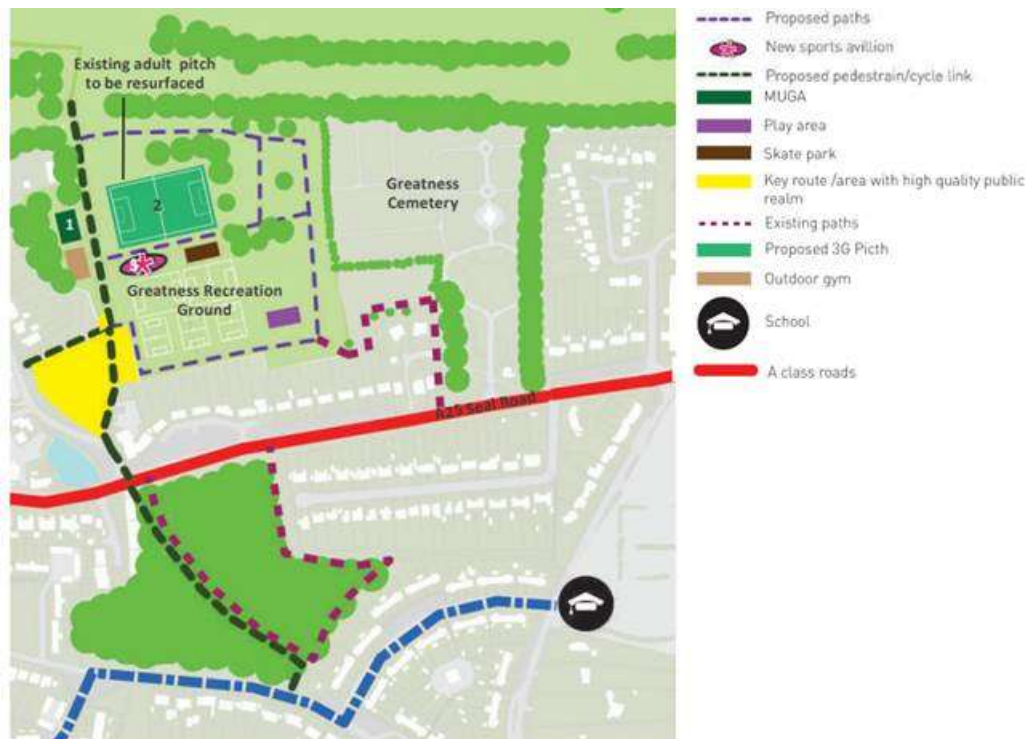 Existing adult pitch
to be resurfaced
1
2
3
Greatness
Cemetery
Greatness Recreation
Ground
A25 Seal Road
Proposed paths
New sports avillion
Proposed pedestrain/cycle link
MUGA
Play area
Skate park
Key route /area with high quality public
realm
Existing paths
Proposed 3G Picth
Outdoor gym
School
A class roads